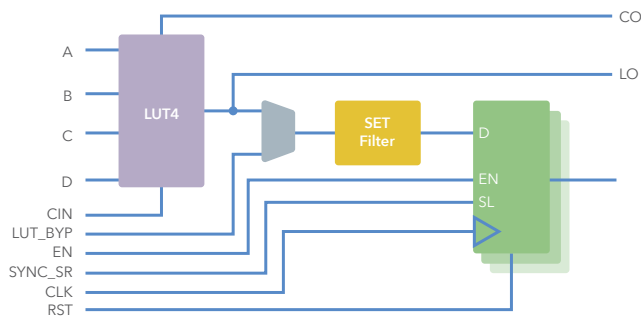 CO
A
LO
B
LUT4
SET
Filter
C
D
D
EN
CIN
SL
LUT_BYP
EN
SYNC_SR
CLK
RST